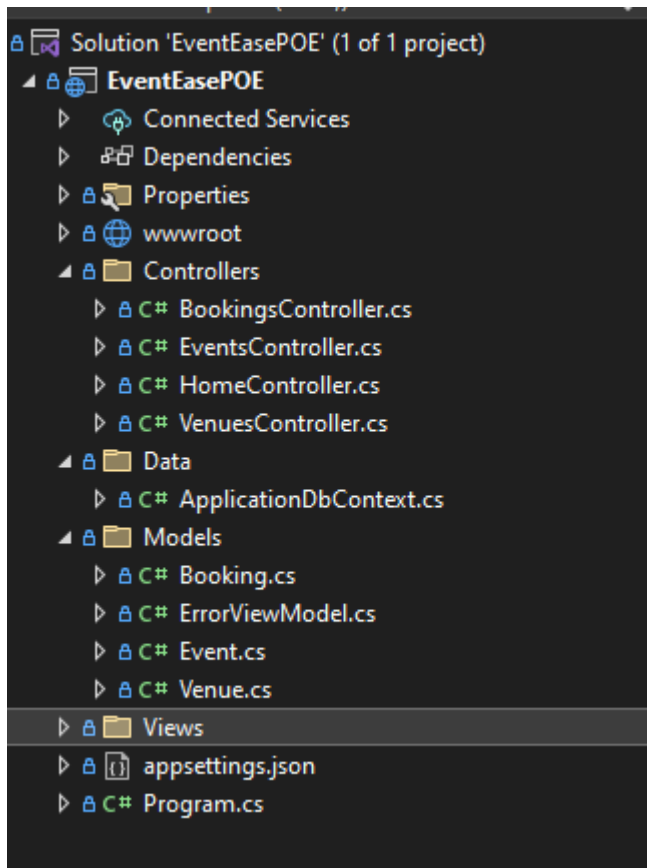 Solution 'EventEasePOE' (1 of 1 project)
EventEasePOE
Connected Services
Dependencies
Properties
wwwroot
Controllers
C# BookingsController.cs
C# EventsController.cs
C# HomeController.cs
C# VenuesController.cs
Data
C# ApplicationDbContext.cs
Models
C# Booking.cs
C# ErrorViewModel.cs
C# Event.cs
C# Venue.cs
Views
appsettings.json
C# Program.cs